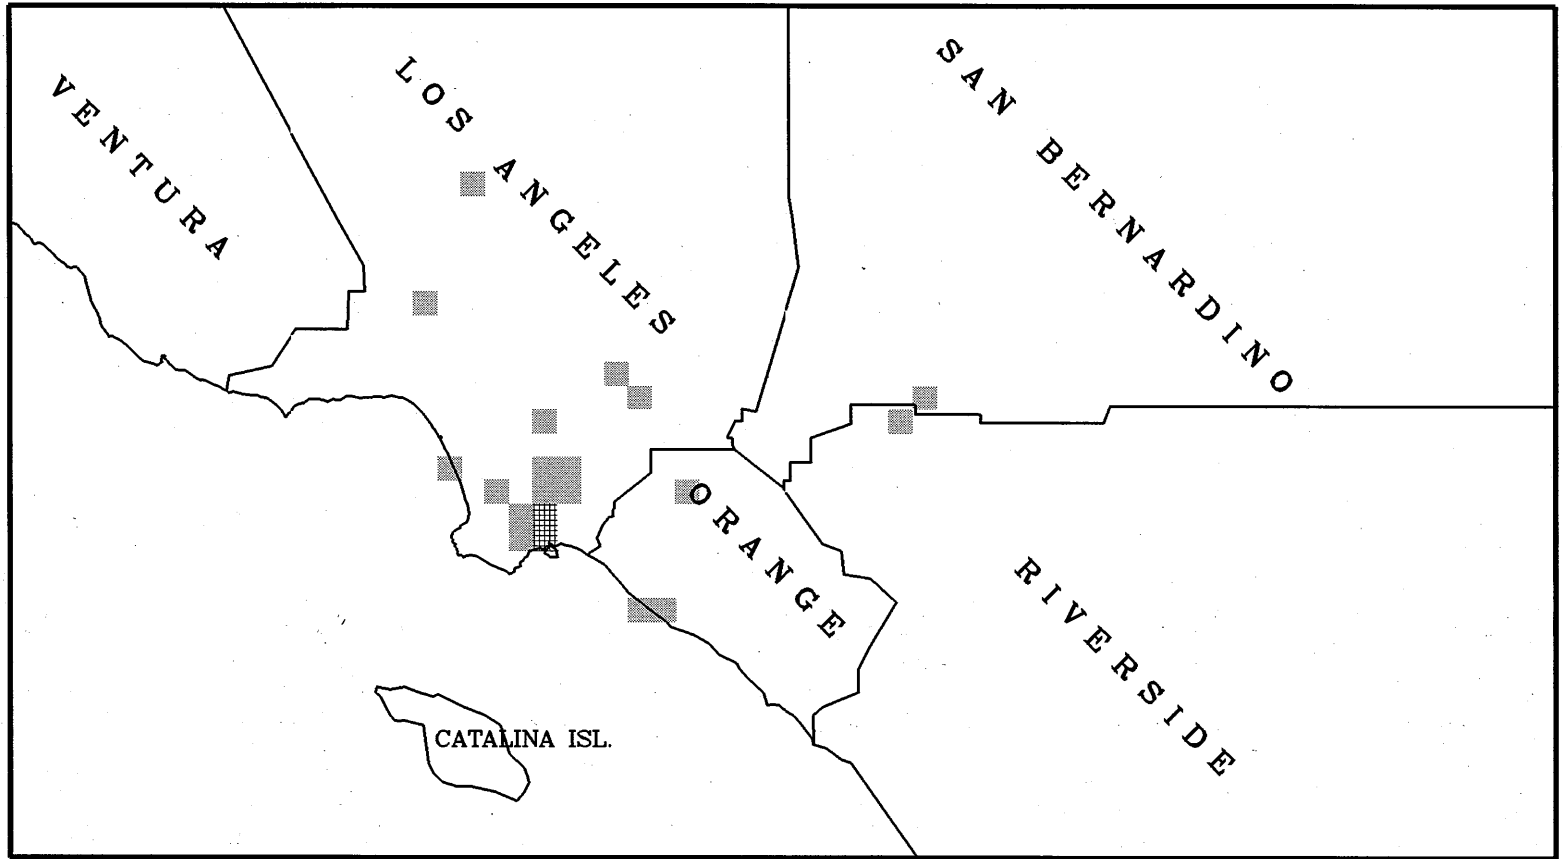 VENTURA
LOS ANGELES
SAN BERNARDINO
ORANGE
RIVERSIDE
CATALINA ISL.